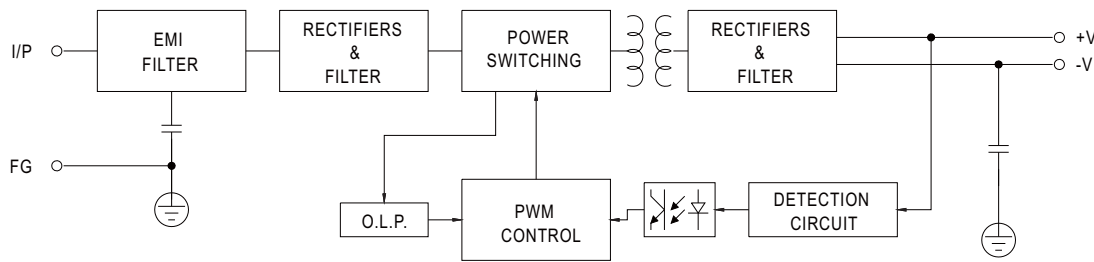 I/P
EMI
FILTER
RECTIFIERS
&
FILTER
POWER
SWITCHING
RECTIFIERS
&
FILTER
+V
-V
FG
O.L.P.
PWM
CONTROL
DETECTION
CIRCUIT